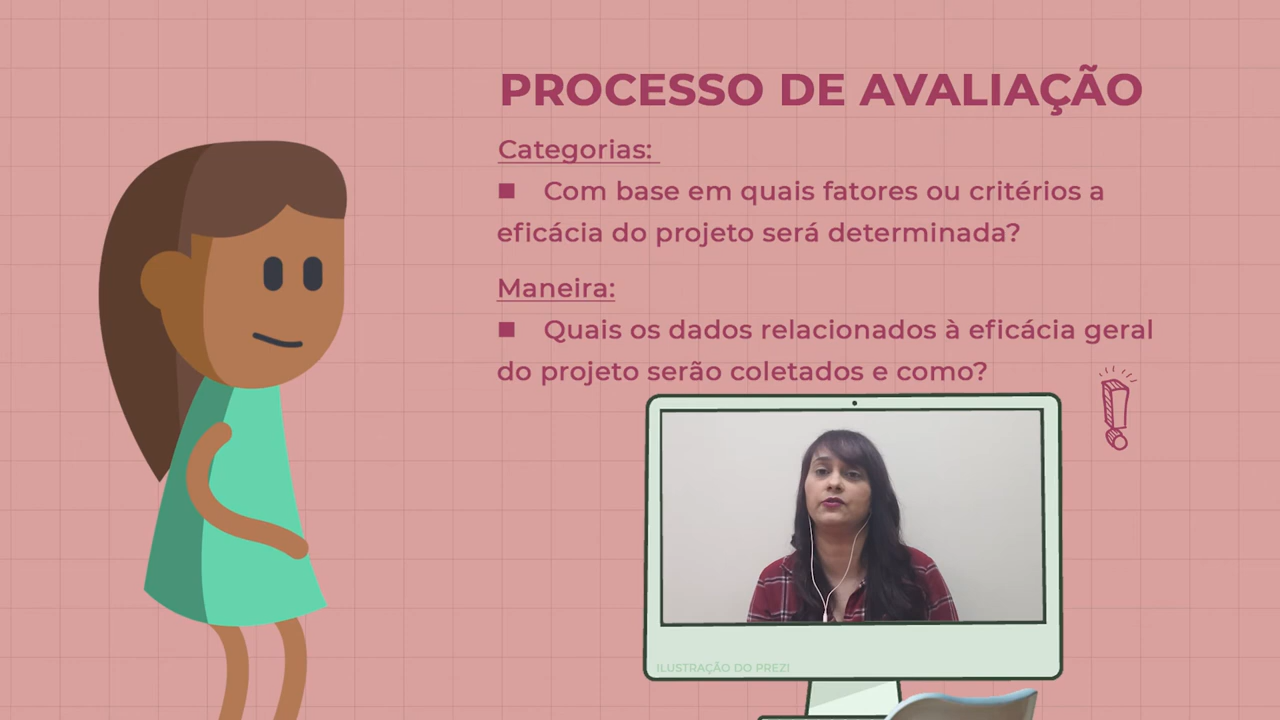 PROCESSO DE AVALIAÇÃO
Categorias:
■ Com base em quais fatores ou critérios a
eficácia do projeto será determinada?
Maneira:
■ Quais os dados relacionados à eficácia geral
do projeto serão coletados e como?
ILUSTRAÇÃO DO PREZI